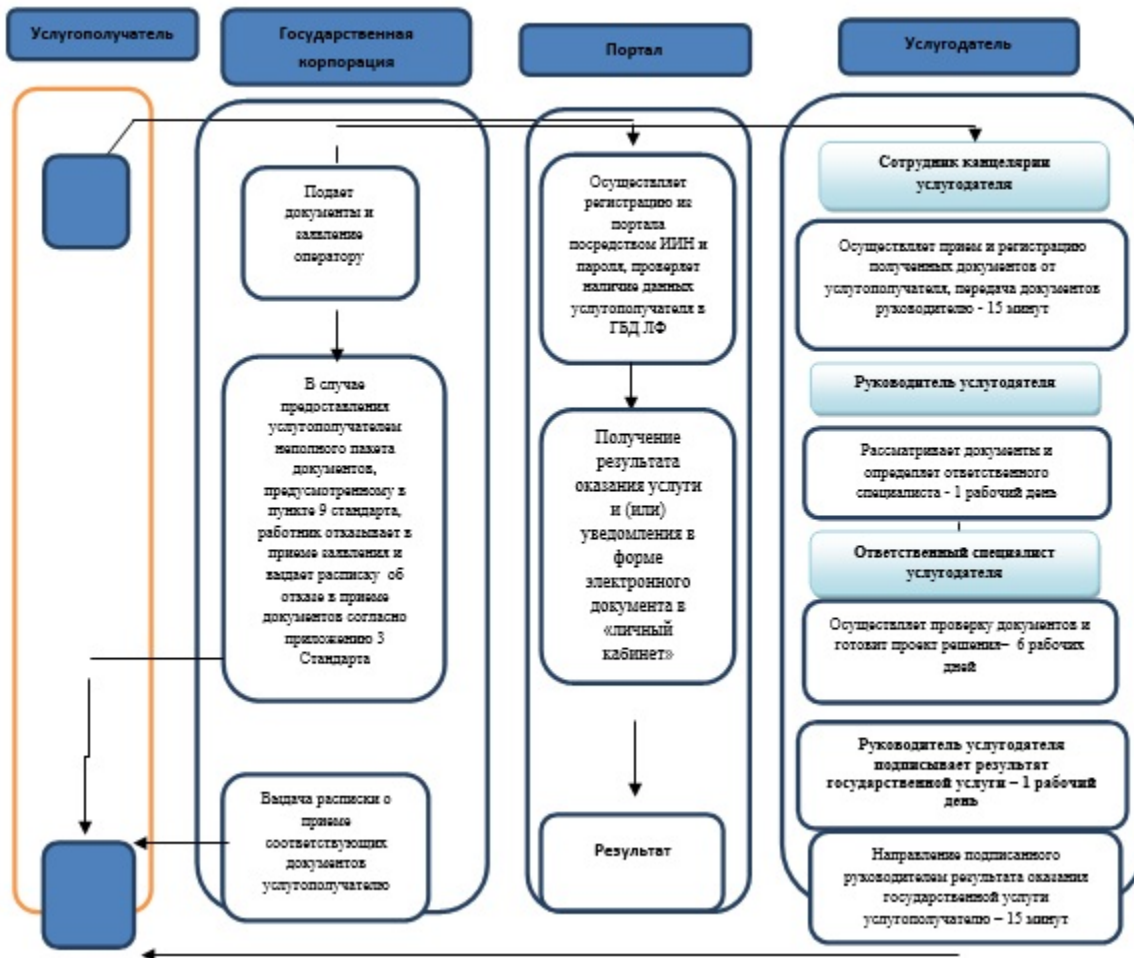 Услугополучатель
Государственная
корпорация
Портал
Услугодатель
Подает
документы и
заявление
оператору
В случае
предоставления
услугополучателем
неполного пакета
документов,
предусмотренному в
пункте 9 стандарта,
работник отказывает в
приеме заявления и
выдает расписку об
отказе в приеме
документов согласно
приложению 3
Стандарта
Выдача расписки о
приеме
соответствующих
документов
услугополучателю
Осуществляет
регистрацию из
портала
посредством ИИН и
пароля, проверяет
наличие данных
услугополучателя в
ГБД ЛФ
Получение
результата
оказания услуги
и (или)
уведомления в
форме
электронного
документа в
«личный
кабинет»
Результат
Сотрудник канцелярии
услугодателя
Осуществляет прием и регистрацию
полученных документов от
услугополучателя, передача документов
руководителю - 15 минут
Руководитель услугодателя
Рассматривает документы и
определяет ответственного
специалиста - 1 рабочий день
Ответственный специалист
услугодателя
Осуществляет проверку документов и
готовит проект решения– 6 рабочих
дней
Руководитель услугодателя
подписывает результат
государственной услуги – 1 рабочий
день
Направление подписанного
руководителем результата оказания
государственной услуги
услугополучателю – 15 минут